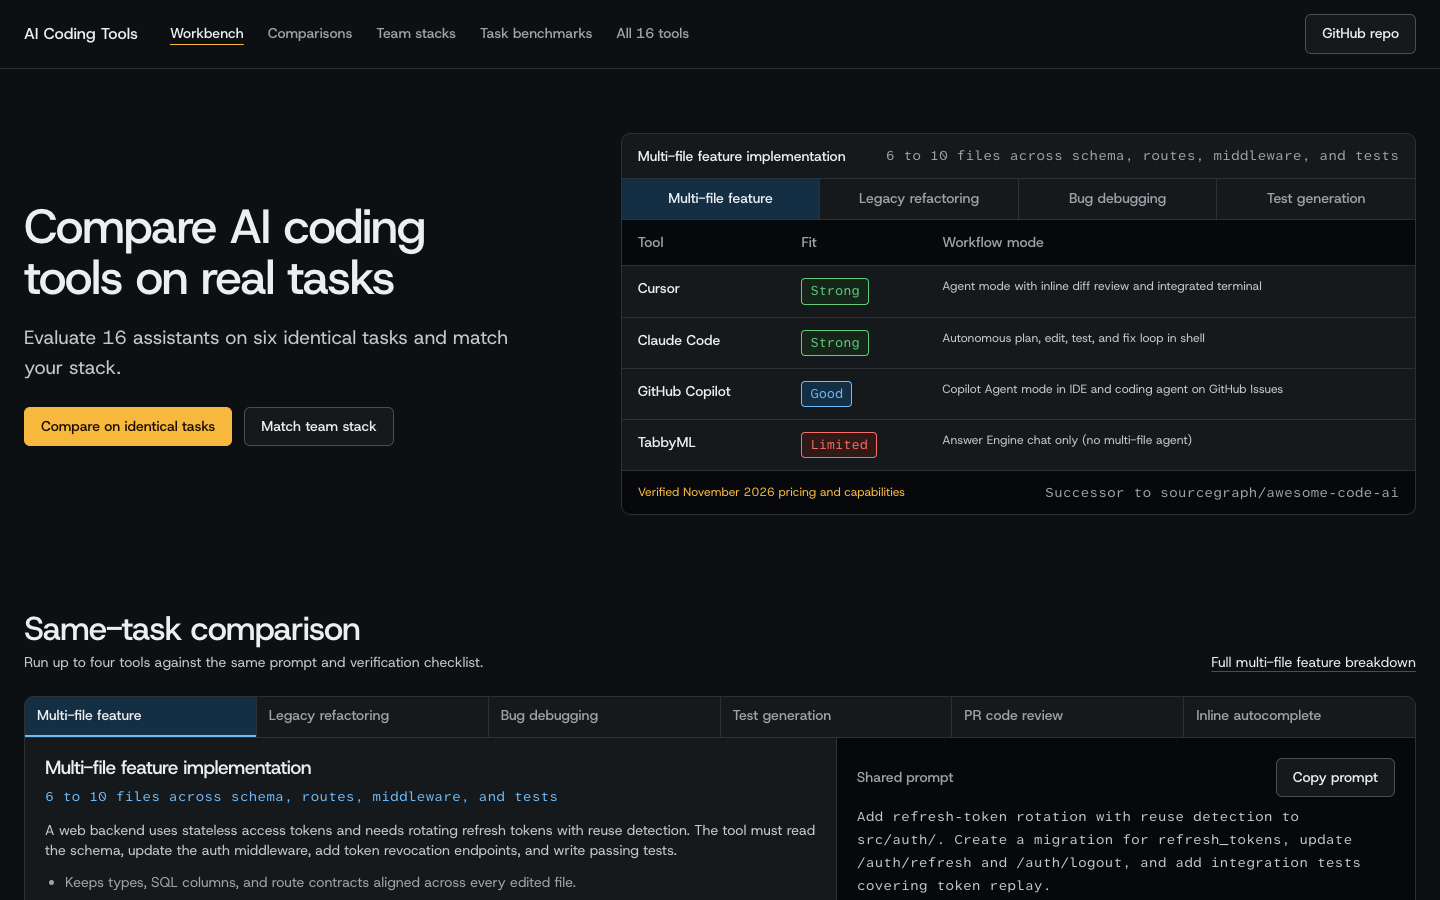 AI Coding Tools
Workbench
Comparisons
Team stacks
Task benchmarks
All 16 tools
GitHub repo
Compare AI coding
tools on real tasks
Evaluate 16 assistants on six identical tasks and match
your stack.
Compare on identical tasks
Match team stack
Multi-file feature implementation
6 to 10 files across schema, routes, middleware, and tests
Multi-file feature
Legacy refactoring
Bug debugging
Test generation
Tool
Fit
Workflow mode
Cursor
Strong
Agent mode with inline diff review and integrated terminal
Claude Code
Strong
Autonomous plan, edit, test, and fix loop in shell
GitHub Copilot
Good
Copilot Agent mode in IDE and coding agent on GitHub Issues
TabbyML
Limited
Answer Engine chat only (no multi-file agent)
Verified November 2026 pricing and capabilities
Successor to sourcegraph/awesome-code-ai
Same-task comparison
Run up to four tools against the same prompt and verification checklist.
Full multi-file feature breakdown
Multi-file feature
Legacy refactoring
Bug debugging
Test generation
PR code review
Inline autocomplete
Multi-file feature implementation
6 to 10 files across schema, routes, middleware, and tests
A web backend uses stateless access tokens and needs rotating refresh tokens with reuse detection. The tool must read
the schema, update the auth middleware, add token revocation endpoints, and write passing tests.
• Keeps types, SQL columns, and route contracts aligned across every edited file.
Shared prompt
Copy prompt
Add refresh-token rotation with reuse detection to
src/auth/. Create a migration for refresh_tokens, update
/auth/refresh and /auth/logout, and add integration tests
covering token replay.